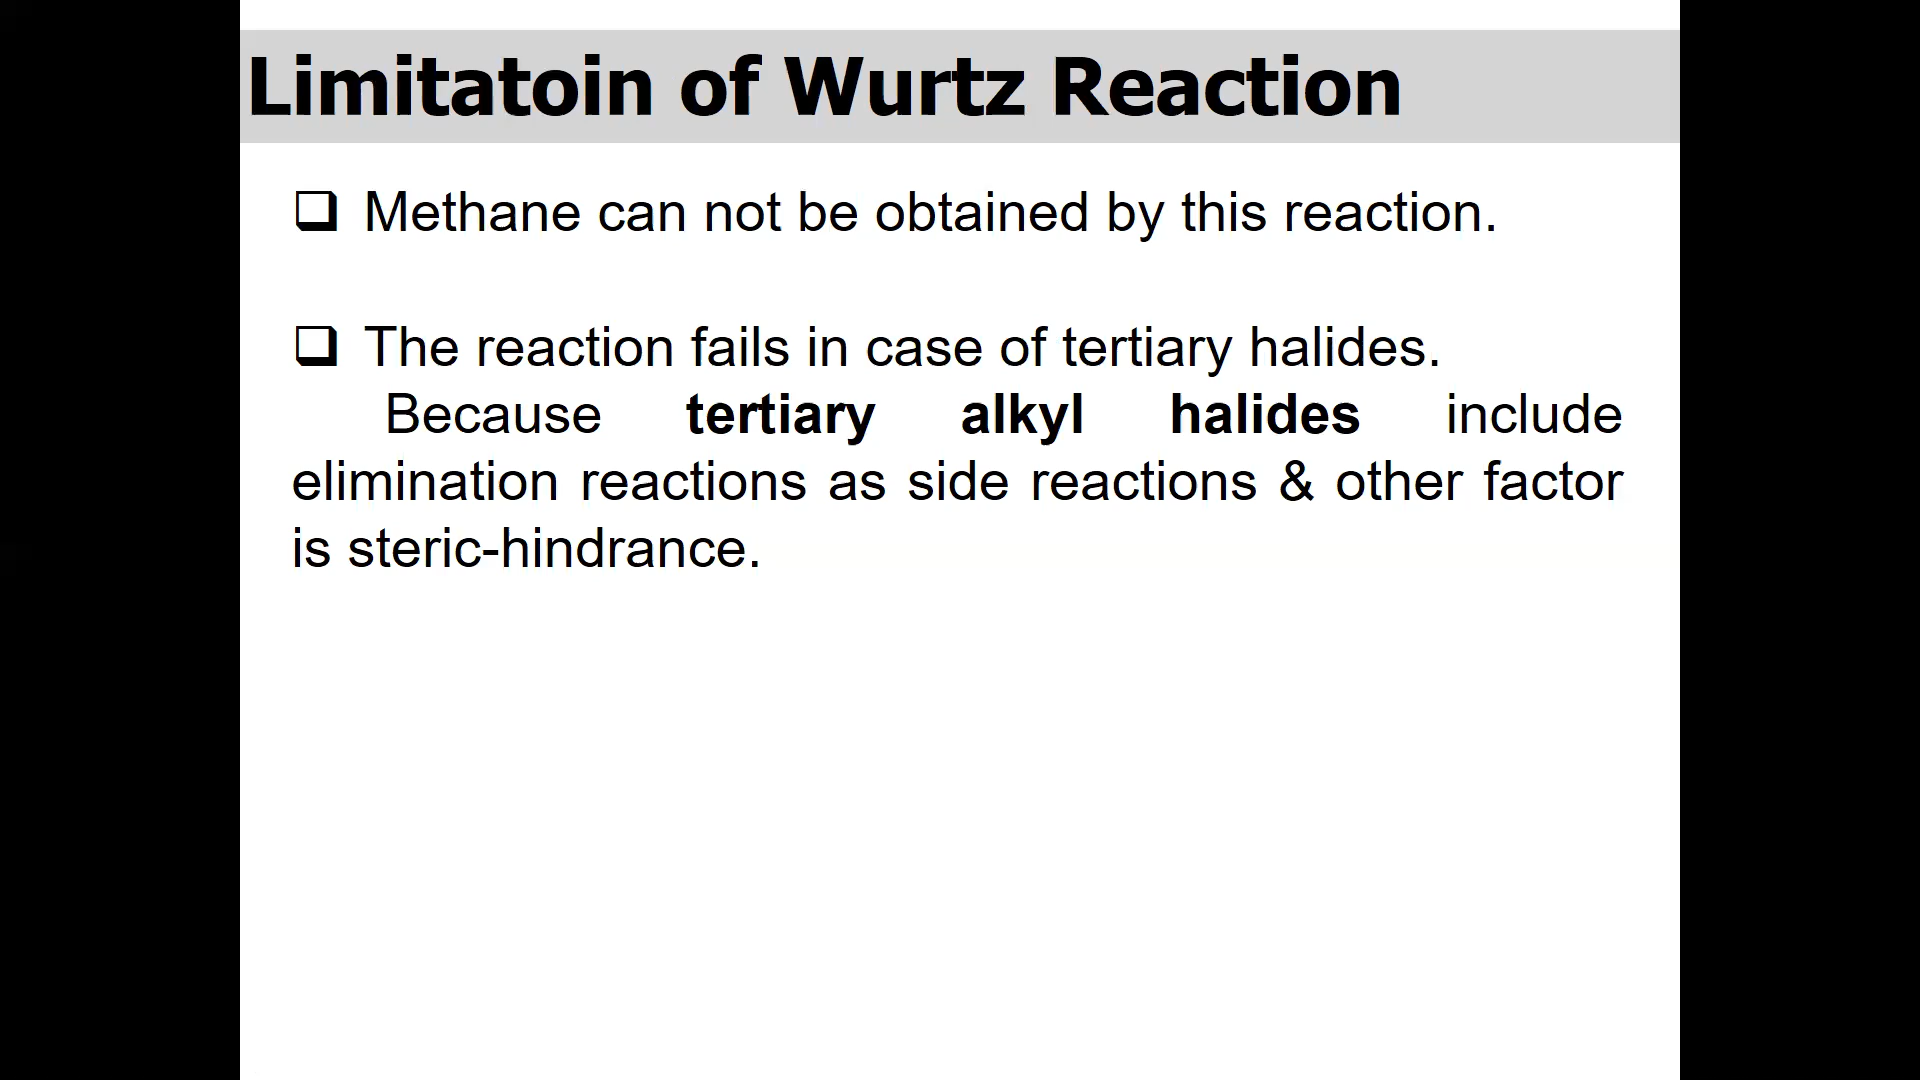 Limitatoin of Wurtz Reaction
❑ Methane can not be obtained by this reaction.
❑ The reaction fails in case of tertiary halides.
Because tertiary alkyl halides include
elimination reactions as side reactions & other factor
is steric-hindrance.